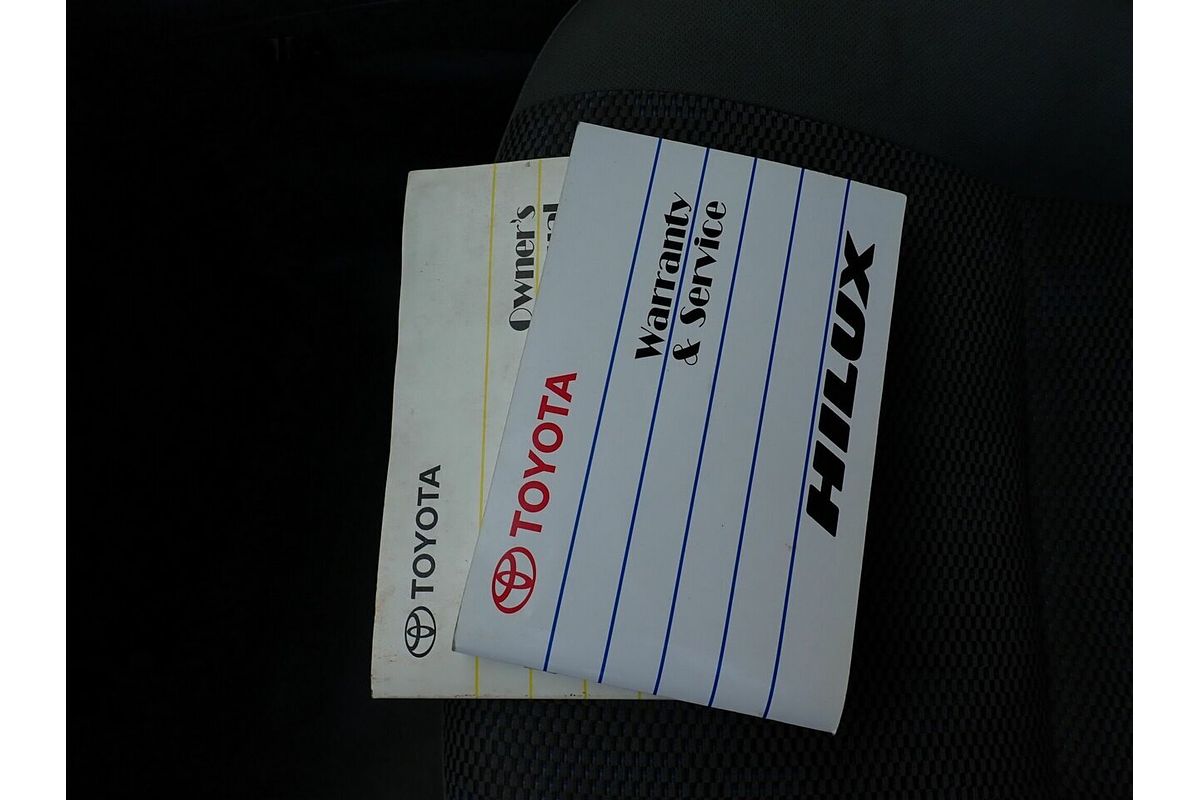 TOYOTA
Warranty
& Service
HILUX
TOYOTA
Owner's